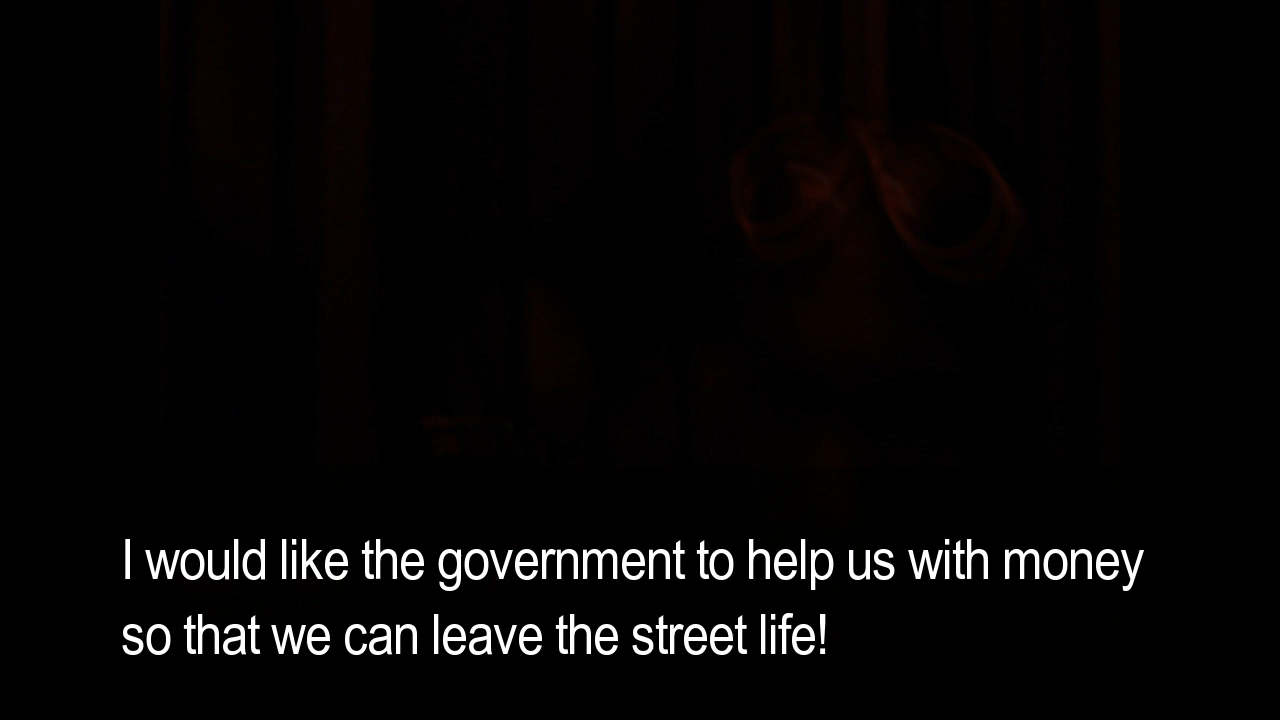 I would like the government to help us with money
so that we can leave the street life!